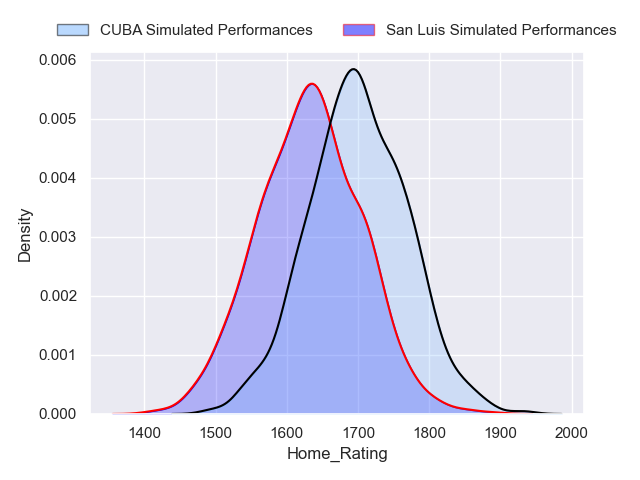 CUBA Simulated Performances San Luis Simulated Performances
0.006
0.005
0.004
0.003
0.002
0.001
0.000
Density
1400 1500 1600 1700 1800 1900 2000
Home_Rating